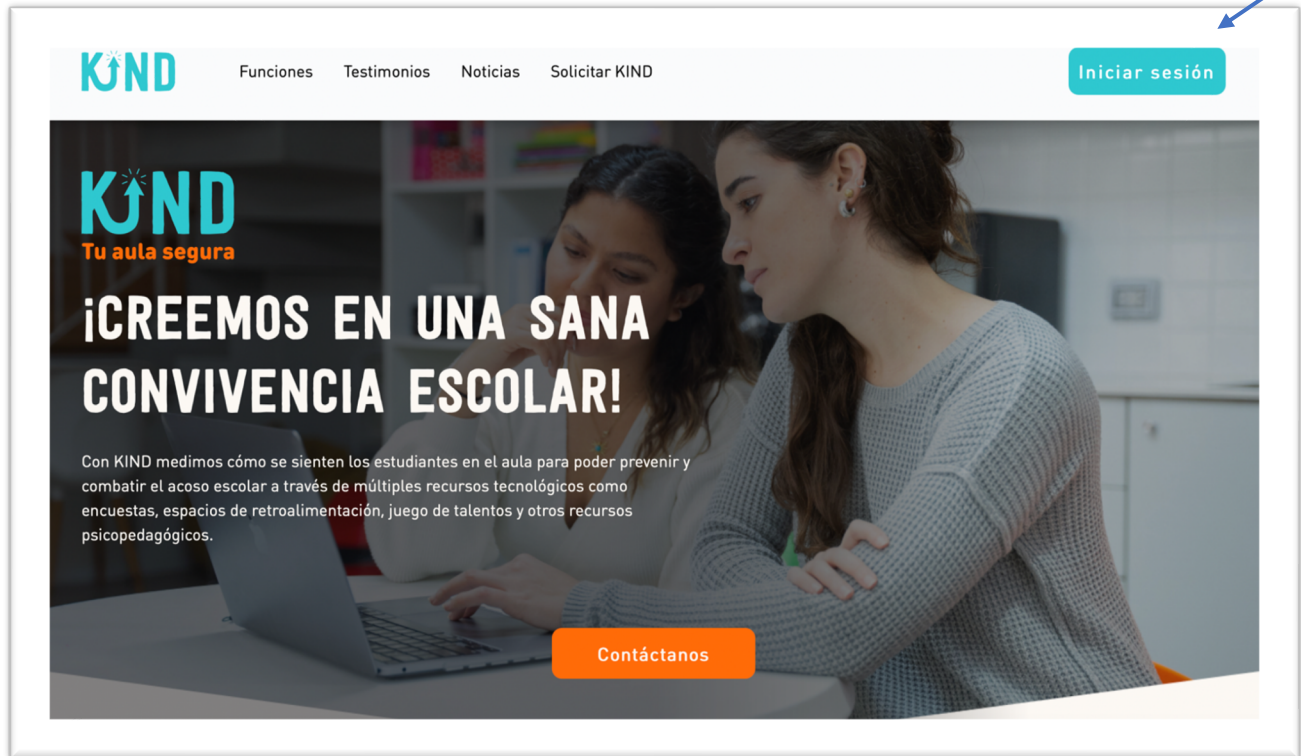 KIND
Funciones
Testimonios
Noticias
Solicitar KIND
Iniciar sesión
KIND
Tu aula segura
¡CREEMOS EN UNA SANA
CONVIVENCIA ESCOLAR!
Con KIND medimos cómo se sienten los estudiantes en el aula para poder prevenir y
combatir el acoso escolar a través de múltiples recursos tecnológicos como
encuestas, espacios de retroalimentación, juego de talentos y otros recursos
psicopedagógicos.
Contáctanos